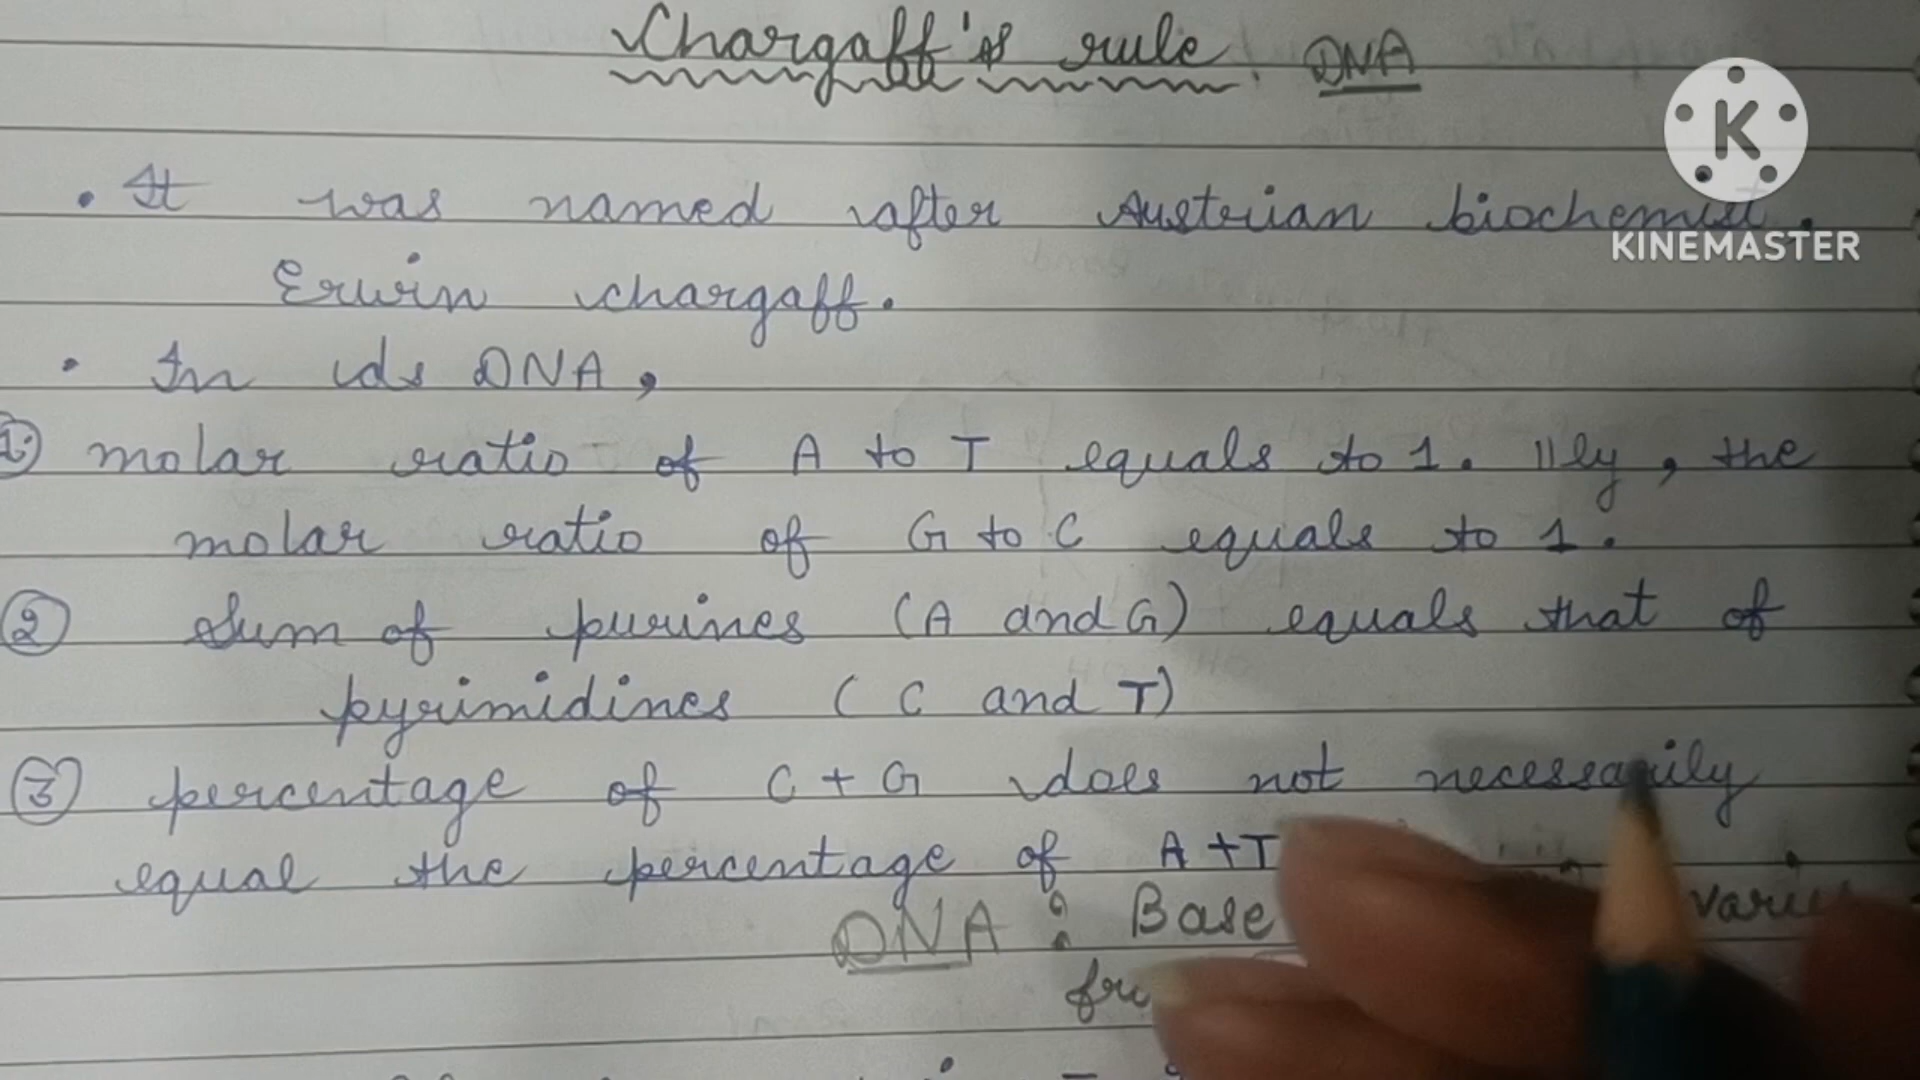 Chargaff's rule DNA
• It was named after Austrian biochemist.
KINEMASTER
Erwin chargaff.
• In ds DNA,
1. molar ratio of A to T equals to 1. llly, the
molar ratio of G to C equals to 1.
2 Sum of purines (A and G) equals that of
pyrimidines (C and T)
3 percentage of C + G does not necessarily
equal the percentage of A + T
DNA : Base